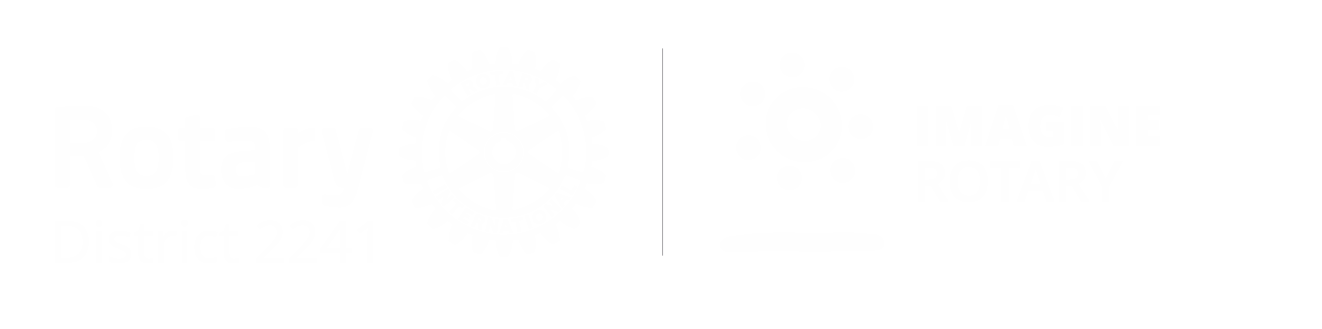 Rotary
District 2241
IMAGINE
ROTARY